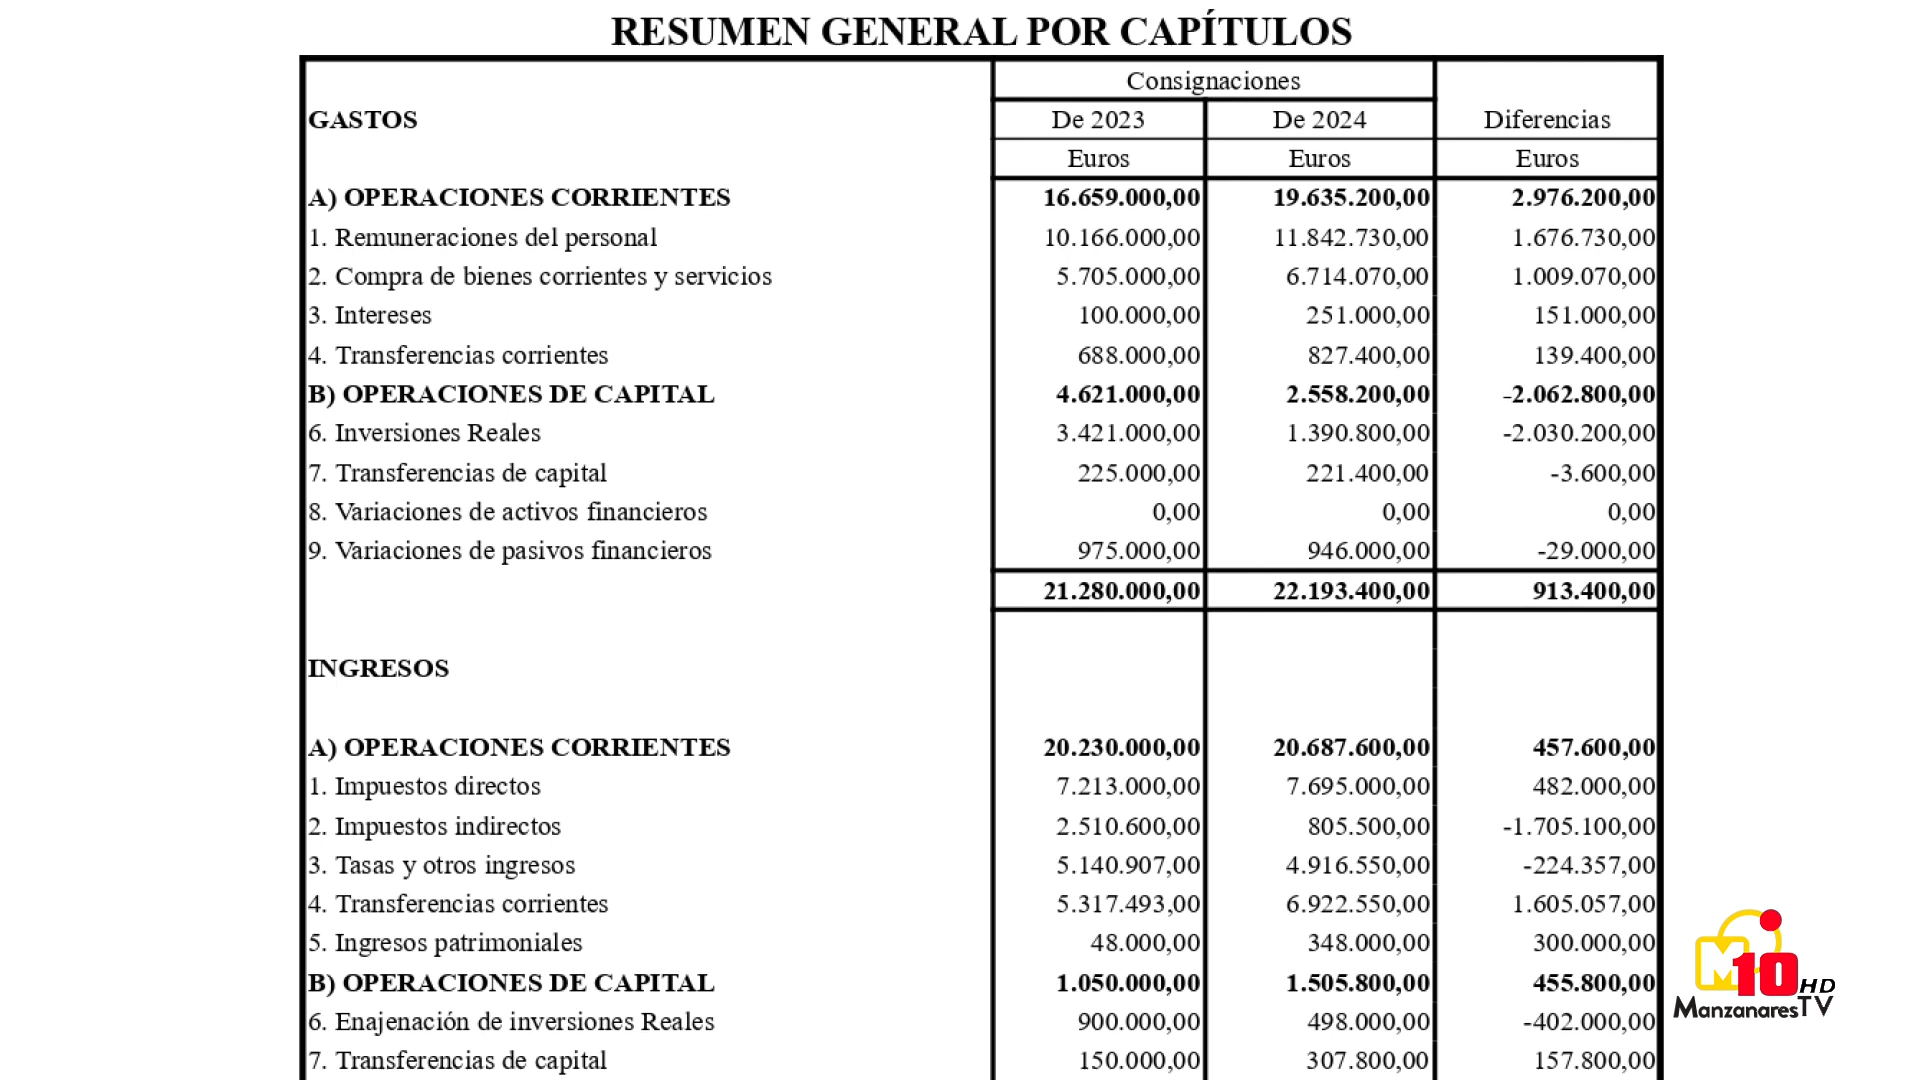 RESUMEN GENERAL POR CAPÍTULOS
Consignaciones
GASTOS De 2023 De 2024 Diferencias
Euros Euros Euros
A) OPERACIONES CORRIENTES 16.659.000,00 19.635.200,00 2.976.200,00
1. Remuneraciones del personal 10.166.000,00 11.842.730,00 1.676.730,00
2. Compra de bienes corrientes y servicios 5.705.000,00 6.714.070,00 1.009.070,00
3. Intereses 100.000,00 251.000,00 151.000,00
4. Transferencias corrientes 688.000,00 827.400,00 139.400,00
B) OPERACIONES DE CAPITAL 4.621.000,00 2.558.200,00 -2.062.800,00
6. Inversiones Reales 3.421.000,00 1.390.800,00 -2.030.200,00
7. Transferencias de capital 225.000,00 221.400,00 -3.600,00
8. Variaciones de activos financieros 0,00 0,00 0,00
9. Variaciones de pasivos financieros 975.000,00 946.000,00 -29.000,00
21.280.000,00 22.193.400,00 913.400,00
INGRESOS
A) OPERACIONES CORRIENTES 20.230.000,00 20.687.600,00 457.600,00
1. Impuestos directos 7.213.000,00 7.695.000,00 482.000,00
2. Impuestos indirectos 2.510.600,00 805.500,00 -1.705.100,00
3. Tasas y otros ingresos 5.140.907,00 4.916.550,00 -224.357,00
4. Transferencias corrientes 5.317.493,00 6.922.550,00 1.605.057,00
5. Ingresos patrimoniales 48.000,00 348.000,00 300.000,00
B) OPERACIONES DE CAPITAL 1.050.000,00 1.505.800,00 455.800,00
6. Enajenación de inversiones Reales 900.000,00 498.000,00 -402.000,00
7. Transferencias de capital 150.000,00 307.800,00 157.800,00
M10 HD
ManzanaresTV